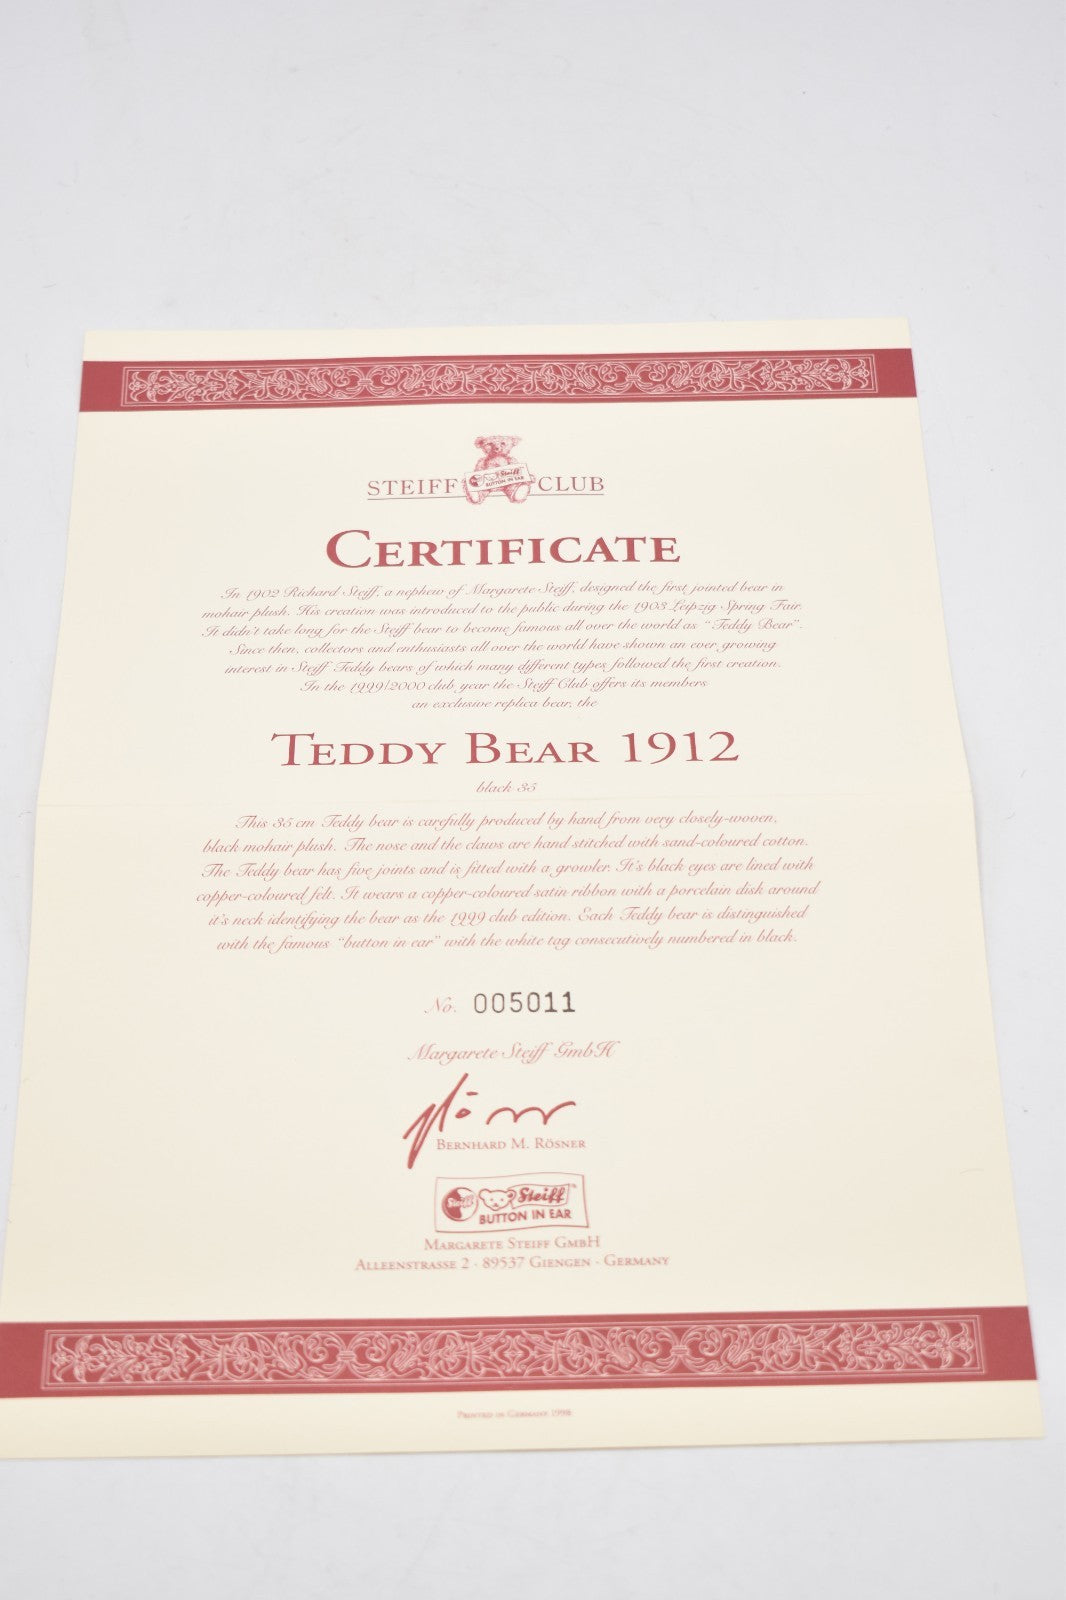 STEIFF Steiff BUTTON IN EAR CLUB
CERTIFICATE
In 1902 Richard Steiff, a nephew of Margarete Steiff, designed the first jointed bear in
mohair plush. His creation was introduced to the public during the 1903 Leipzig Spring Fair.
It didn't take long for the Steiff bear to become famous all over the world as "Teddy Bear".
Since then, collectors and enthusiasts all over the world have shown an ever growing
interest in Steiff Teddy bears of which many different types followed the first creation.
In the 1999/2000 club year the Steiff Club offers its members
an exclusive replica bear, the
TEDDY BEAR 1912
black 35
This 35 cm Teddy bear is carefully produced by hand from very closely-woven,
black mohair plush. The nose and the claws are hand stitched with sand-coloured cotton.
The Teddy bear has five joints and is fitted with a growler. It's black eyes are lined with
copper-coloured felt. It wears a copper-coloured satin ribbon with a porcelain disk around
it's neck identifying the bear as the 1999 club edition. Each Teddy bear is distinguished
with the famous "button in ear" with the white tag consecutively numbered in black.
No. 005011
Margarete Steiff GmbH
BERNHARD M. RÖSNER
Steiff Steiff
BUTTON IN EAR
MARGARETE STEIFF GMBH
ALLEENSTRASSE 2 · 89537 GIENGEN · GERMANY
PRINTED IN GERMANY 1998